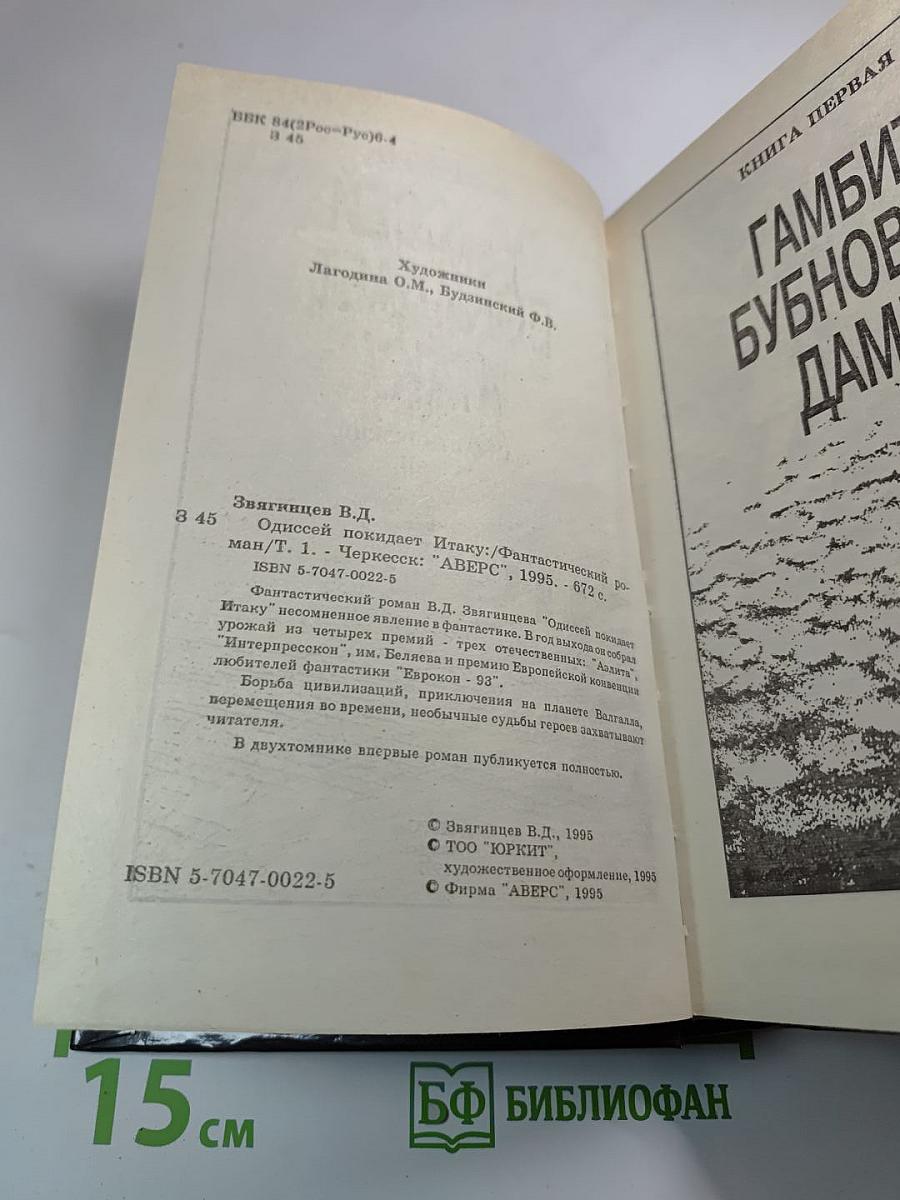 ББК 84(2Рос=Рус)6-4
З 45
Художники
Лагодина О.М., Будзинский Ф.В.
Звягинцев В.Д.
З 45
Одиссей покидает Итаку:/Фантастический ро-
ман/Т. 1. - Черкесск: "АВЕРС", 1995. - 672 с.
ISBN 5-7047-0022-5
Фантастический роман В.Д. Звягинцева "Одиссей покидает
Итаку" несомненное явление в фантастике. В год выхода он собрал
урожай из четырех премий - трех отечественных: "Аэлита",
"Интерпресскон", им. Беляева и премию Европейской конвенции
любителей фантастики "Еврокон - 93".
Борьба цивилизаций, приключения на планете Валгалла,
перемещения во времени, необычные судьбы героев захватывают
читателя.
В двухтомнике впервые роман публикуется полностью.
© Звягинцев В.Д., 1995
© ТОО "ЮРКИТ",
художественное оформление, 1995
© Фирма "АВЕРС", 1995
ISBN 5-7047-0022-5
КНИГА ПЕРВАЯ
ГАМБИТ
БУБНОВ
ДАМ
15 см
БФ БИБЛИОФАН